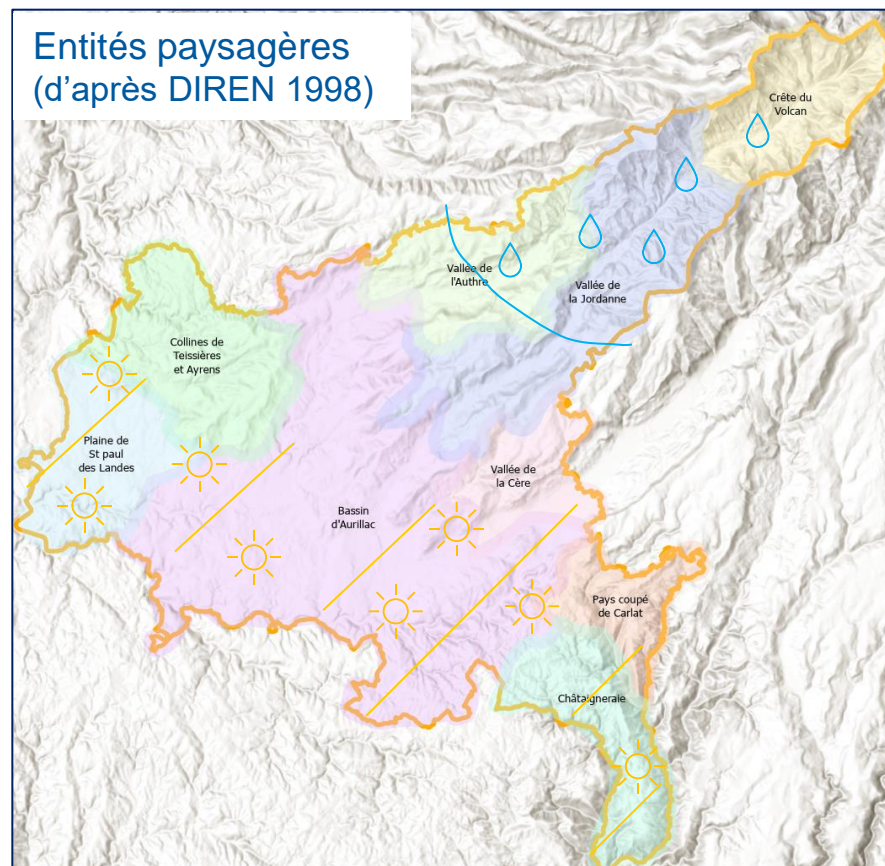 Entités paysagères
(d’après DIREN 1998)
Crête du
Volcan
Vallée de
l'Authre
Vallée de
la Jordanne
Collines de
Teissières
et Ayrens
Plaine de
St paul
des Landes
Vallée de
la Cère
Bassin
d'Aurillac
Pays coupé
de Carlat
Châtaigneraie